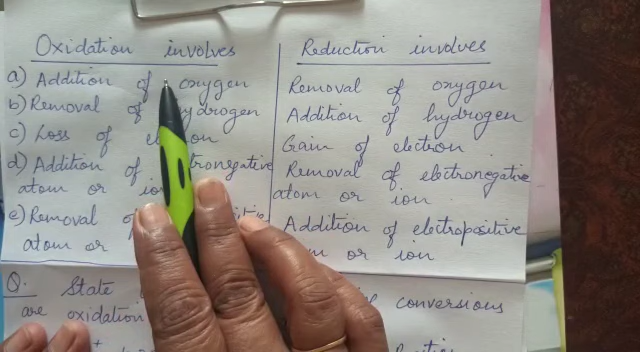 Oxidation involves
a) Addition of oxygen
b) Removal of hydrogen
c) Loss of
d) Addition of
atom or
e) Removal
atom or
Reduction involves
Removal of oxygen
Addition of hydrogen
Gain of electron
Removal of electronegative
atom or ion
Addition of electropositive
or ion
Q. State
conversions
are oxidation